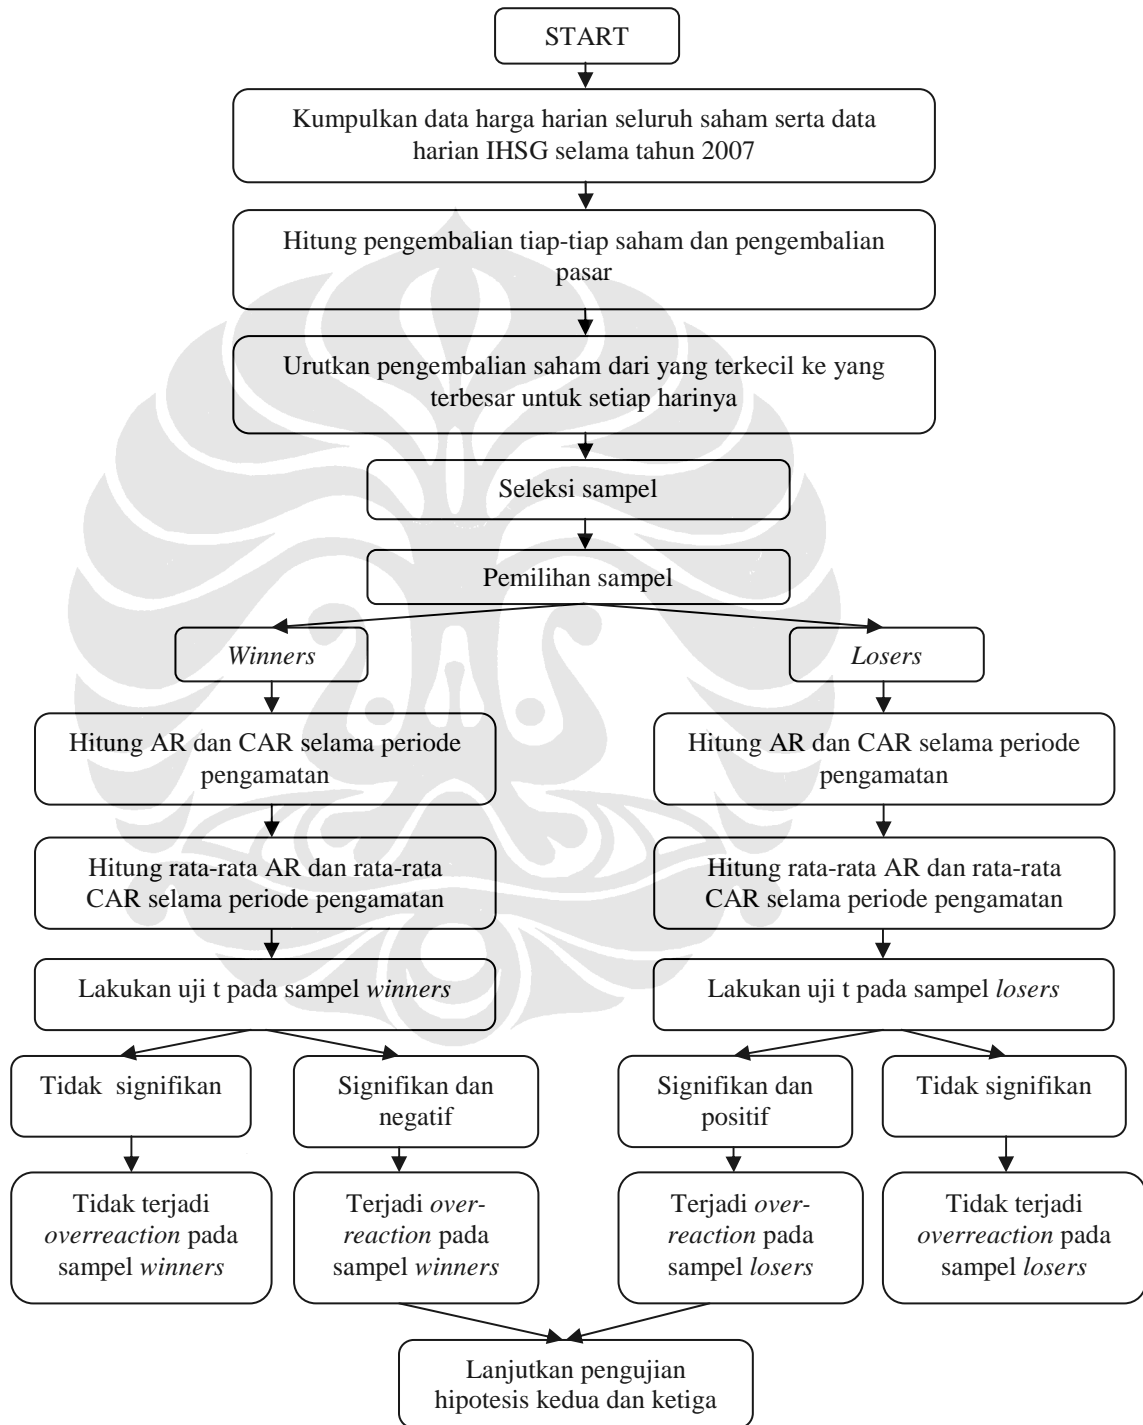 START
Kumpulkan data harga harian seluruh saham serta data
harian IHSG selama tahun 2007
Hitung pengembalian tiap-tiap saham dan pengembalian
pasar
Urutkan pengembalian saham dari yang terkecil ke yang
terbesar untuk setiap harinya
Seleksi sampel
Pemilihan sampel
Winners
Losers
Hitung AR dan CAR selama periode
pengamatan
Hitung AR dan CAR selama periode
pengamatan
Hitung rata-rata AR dan rata-rata
CAR selama periode pengamatan
Hitung rata-rata AR dan rata-rata
CAR selama periode pengamatan
Lakukan uji t pada sampel winners
Lakukan uji t pada sampel losers
Tidak signifikan
Signifikan dan
negatif
Signifikan dan
positif
Tidak signifikan
Tidak terjadi
overreaction pada
sampel winners
Terjadi over-
reaction pada
sampel winners
Terjadi over-
reaction pada
sampel losers
Tidak terjadi
overreaction pada
sampel losers
Lanjutkan pengujian
hipotesis kedua dan ketiga